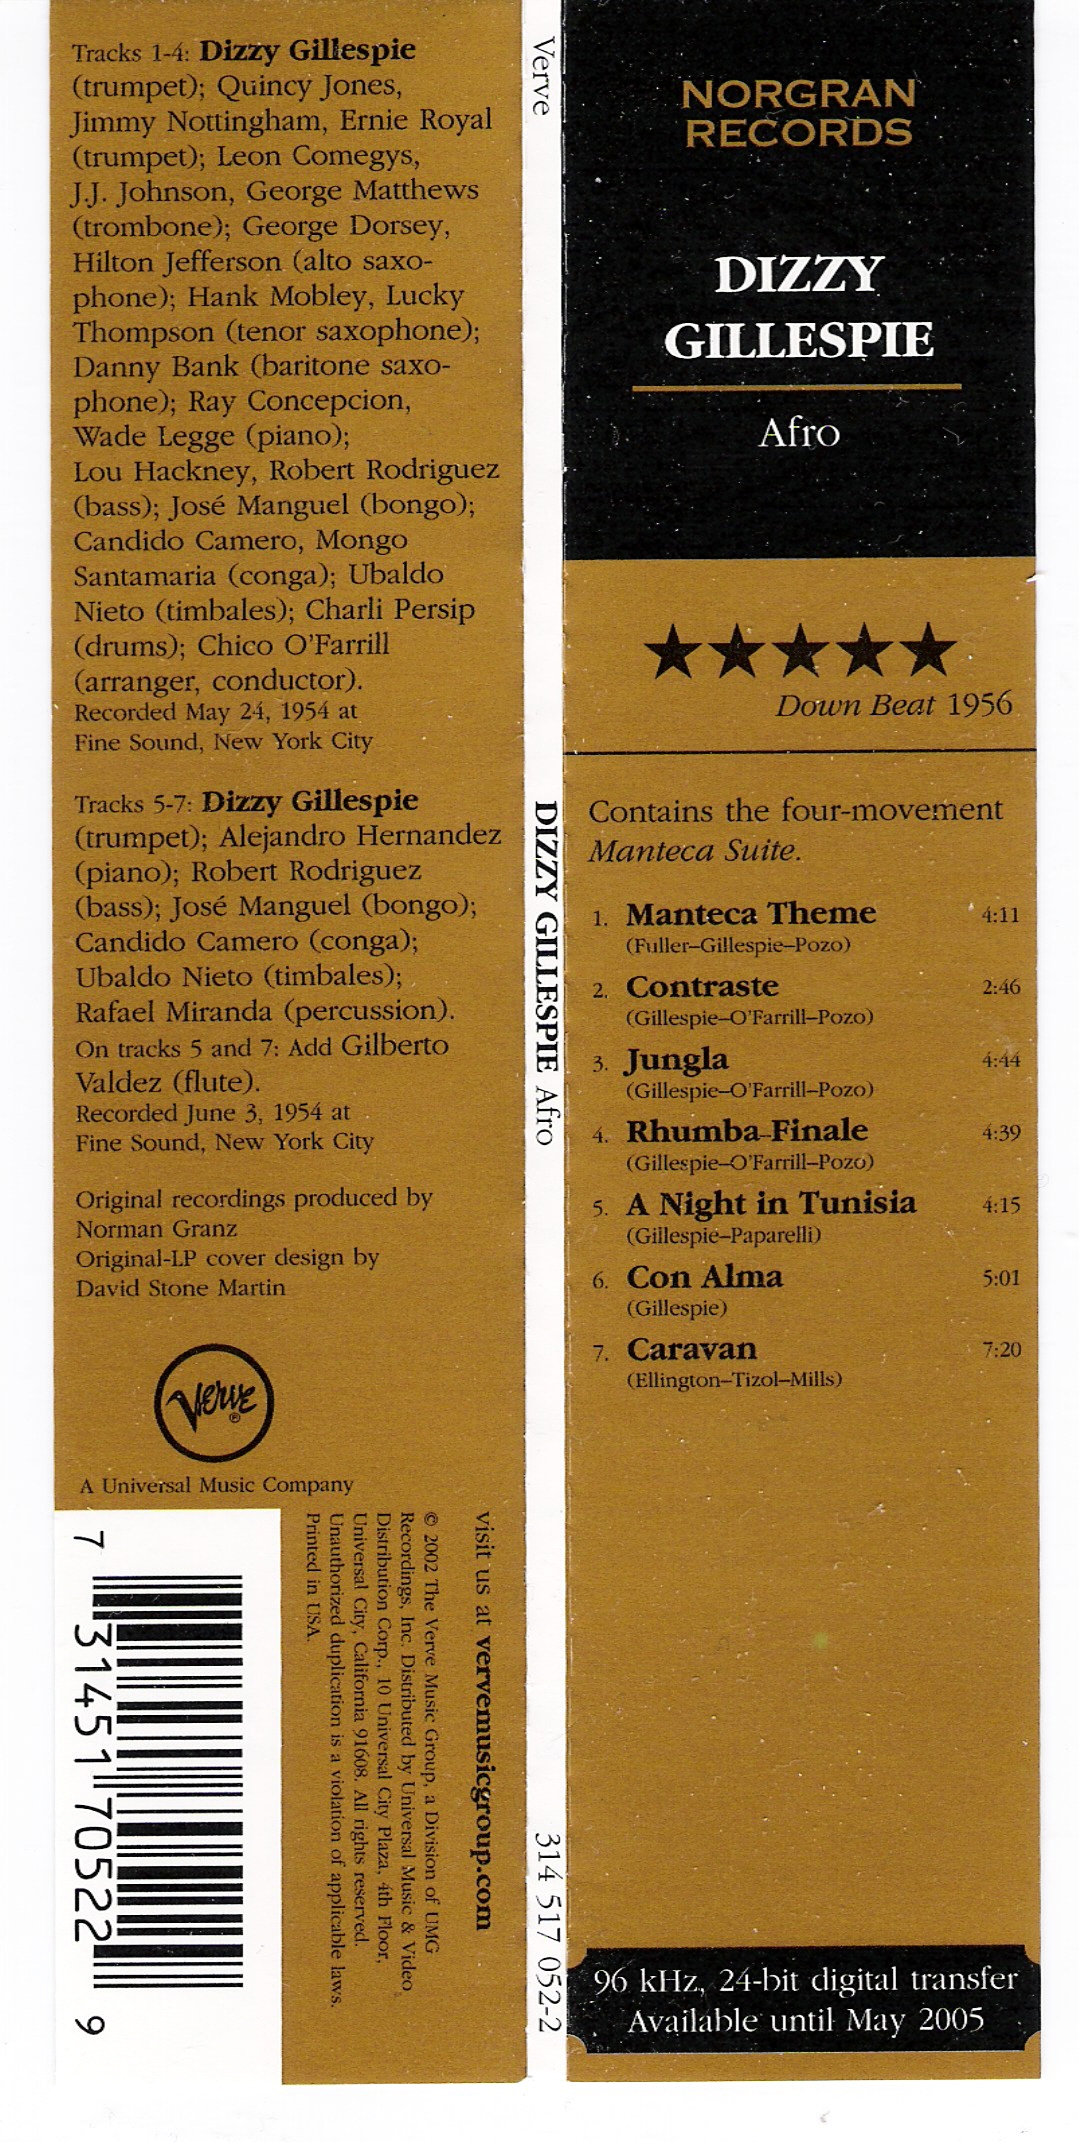 Tracks 1-4: Dizzy Gillespie
(trumpet); Quincy Jones,
Jimmy Nottingham, Ernie Royal
(trumpet); Leon Comegys,
J.J. Johnson, George Matthews
(trombone); George Dorsey,
Hilton Jefferson (alto saxo-
phone); Hank Mobley, Lucky
Thompson (tenor saxophone);
Danny Bank (baritone saxo-
phone); Ray Concepcion,
Wade Legge (piano);
Lou Hackney, Robert Rodriguez
(bass); José Manguel (bongo);
Candido Camero, Mongo
Santamaria (conga); Ubaldo
Nieto (timbales); Charli Persip
(drums); Chico O'Farrill
(arranger, conductor).
Recorded May 24, 1954 at
Fine Sound, New York City
Tracks 5-7: Dizzy Gillespie
(trumpet); Alejandro Hernandez
(piano); Robert Rodriguez
(bass); José Manguel (bongo);
Candido Camero (conga);
Ubaldo Nieto (timbales);
Rafael Miranda (percussion).
On tracks 5 and 7: Add Gilberto
Valdez (flute).
Recorded June 3, 1954 at
Fine Sound, New York City
Original recordings produced by
Norman Granz
Original-LP cover design by
David Stone Martin
Verve®
A Universal Music Company
visit us at vervemusicgroup.com
© 2002 The Verve Music Group, a Division of UMG
Recordings, Inc. Distributed by Universal Music & Video
Distribution Corp., 10 Universal City Plaza, 4th Floor,
Universal City, California 91608. All rights reserved.
Unauthorized duplication is a violation of applicable laws.
Printed in USA.
7 31451 70522 9
Verve DIZZY GILLESPIE Afro 314 517 052-2
NORGRAN
RECORDS
DIZZY
GILLESPIE
Afro
★★★★★
Down Beat 1956
Contains the four-movement
Manteca Suite.
1. Manteca Theme 4:11
(Fuller–Gillespie–Pozo)
2. Contraste 2:46
(Gillespie–O'Farrill–Pozo)
3. Jungla 4:44
(Gillespie–O'Farrill–Pozo)
4. Rhumba-Finale 4:39
(Gillespie–O'Farrill–Pozo)
5. A Night in Tunisia 4:15
(Gillespie–Paparelli)
6. Con Alma 5:01
(Gillespie)
7. Caravan 7:20
(Ellington–Tizol–Mills)
96 kHz, 24-bit digital transfer
Available until May 2005